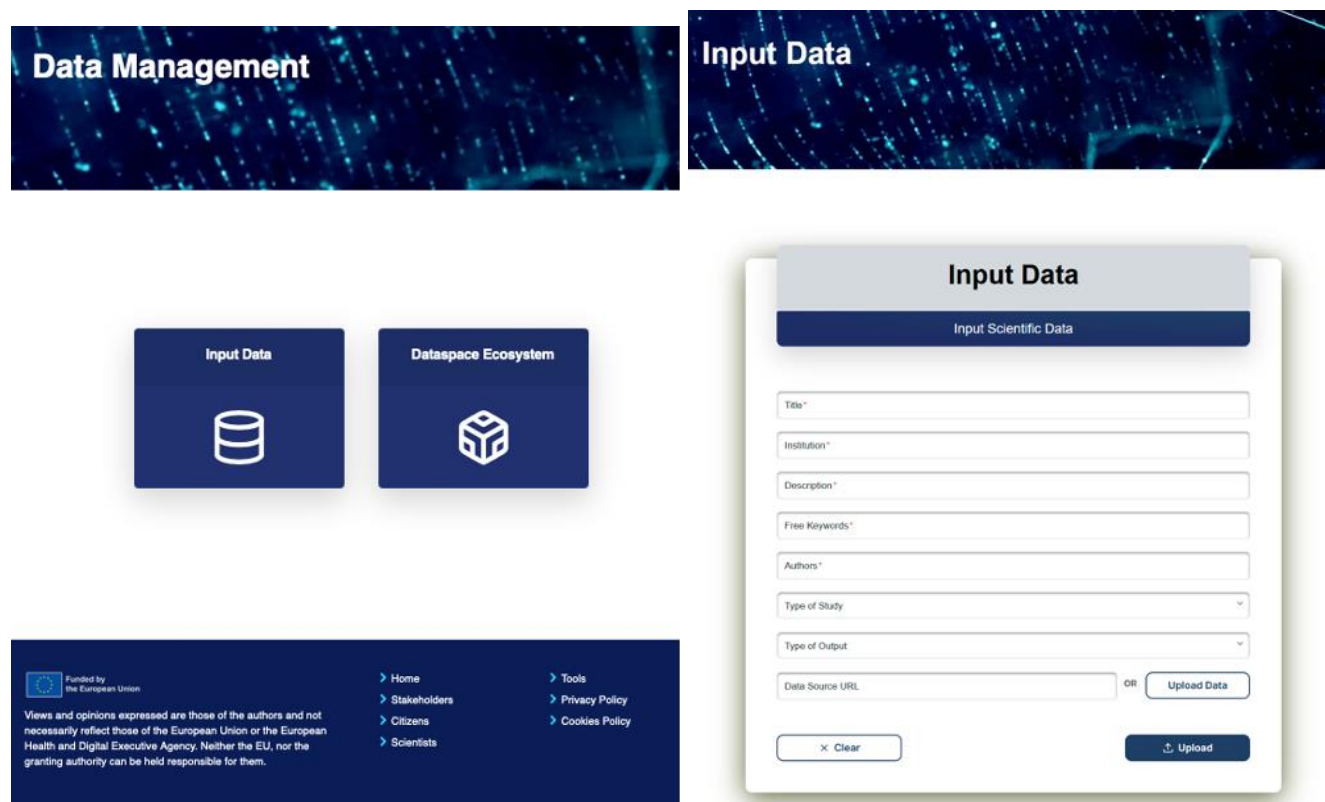 Data Management
Input Data
Dataspace Ecosystem
Funded by
the European Union
Views and opinions expressed are those of the authors and not
necessarily reflect those of the European Union or the European
Health and Digital Executive Agency. Neither the EU, nor the
granting authority can be held responsible for them.
Home
Stakeholders
Citizens
Scientists
Tools
Privacy Policy
Cookies Policy
Input Data
Input Data
Input Scientific Data
Title*
Institution*
Description*
Free Keywords*
Authors*
Type of Study
Type of Output
Data Source URL
OR
Upload Data
× Clear
Upload